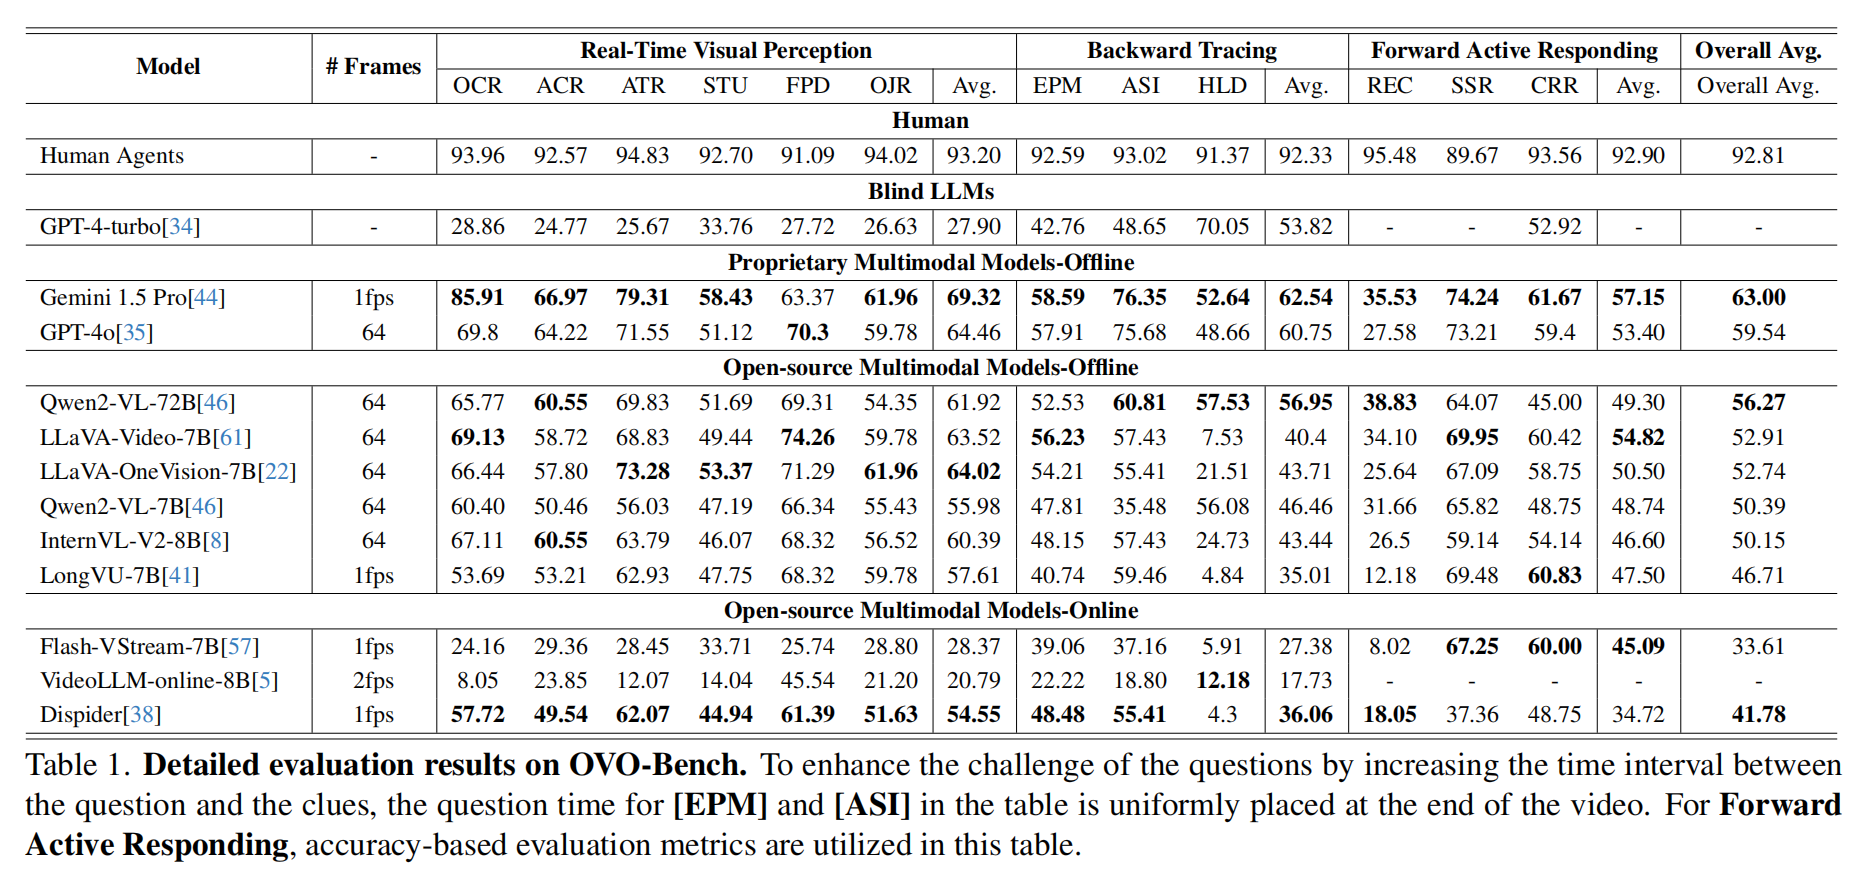 Model # Frames Real-Time Visual Perception Backward Tracing Forward Active Responding Overall Avg.
OCR ACR ATR STU FPD OJR Avg. EPM ASI HLD Avg. REC SSR CRR Avg. Overall Avg.
Human
Human Agents - 93.96 92.57 94.83 92.70 91.09 94.02 93.20 92.59 93.02 91.37 92.33 95.48 89.67 93.56 92.90 92.81
Blind LLMs
GPT-4-turbo[34] - 28.86 24.77 25.67 33.76 27.72 26.63 27.90 42.76 48.65 70.05 53.82 - - 52.92 - -
Proprietary Multimodal Models-Offline
Gemini 1.5 Pro[44] 1fps 85.91 66.97 79.31 58.43 63.37 61.96 69.32 58.59 76.35 52.64 62.54 35.53 74.24 61.67 57.15 63.00
GPT-4o[35] 64 69.8 64.22 71.55 51.12 70.3 59.78 64.46 57.91 75.68 48.66 60.75 27.58 73.21 59.4 53.40 59.54
Open-source Multimodal Models-Offline
Qwen2-VL-72B[46] 64 65.77 60.55 69.83 51.69 69.31 54.35 61.92 52.53 60.81 57.53 56.95 38.83 64.07 45.00 49.30 56.27
LLaVA-Video-7B[61] 64 69.13 58.72 68.83 49.44 74.26 59.78 63.52 56.23 57.43 7.53 40.4 34.10 69.95 60.42 54.82 52.91
LLaVA-OneVision-7B[22] 64 66.44 57.80 73.28 53.37 71.29 61.96 64.02 54.21 55.41 21.51 43.71 25.64 67.09 58.75 50.50 52.74
Qwen2-VL-7B[46] 64 60.40 50.46 56.03 47.19 66.34 55.43 55.98 47.81 35.48 56.08 46.46 31.66 65.82 48.75 48.74 50.39
InternVL-V2-8B[8] 64 67.11 60.55 63.79 46.07 68.32 56.52 60.39 48.15 57.43 24.73 43.44 26.5 59.14 54.14 46.60 50.15
LongVU-7B[41] 1fps 53.69 53.21 62.93 47.75 68.32 59.78 57.61 40.74 59.46 4.84 35.01 12.18 69.48 60.83 47.50 46.71
Open-source Multimodal Models-Online
Flash-VStream-7B[57] 1fps 24.16 29.36 28.45 33.71 25.74 28.80 28.37 39.06 37.16 5.91 27.38 8.02 67.25 60.00 45.09 33.61
VideoLLM-online-8B[5] 2fps 8.05 23.85 12.07 14.04 45.54 21.20 20.79 22.22 18.80 12.18 17.73 - - - - -
Dispider[38] 1fps 57.72 49.54 62.07 44.94 61.39 51.63 54.55 48.48 55.41 4.3 36.06 18.05 37.36 48.75 34.72 41.78
Table 1. Detailed evaluation results on OVO-Bench. To enhance the challenge of the questions by increasing the time interval between
the question and the clues, the question time for [EPM] and [ASI] in the table is uniformly placed at the end of the video. For Forward
Active Responding, accuracy-based evaluation metrics are utilized in this table.